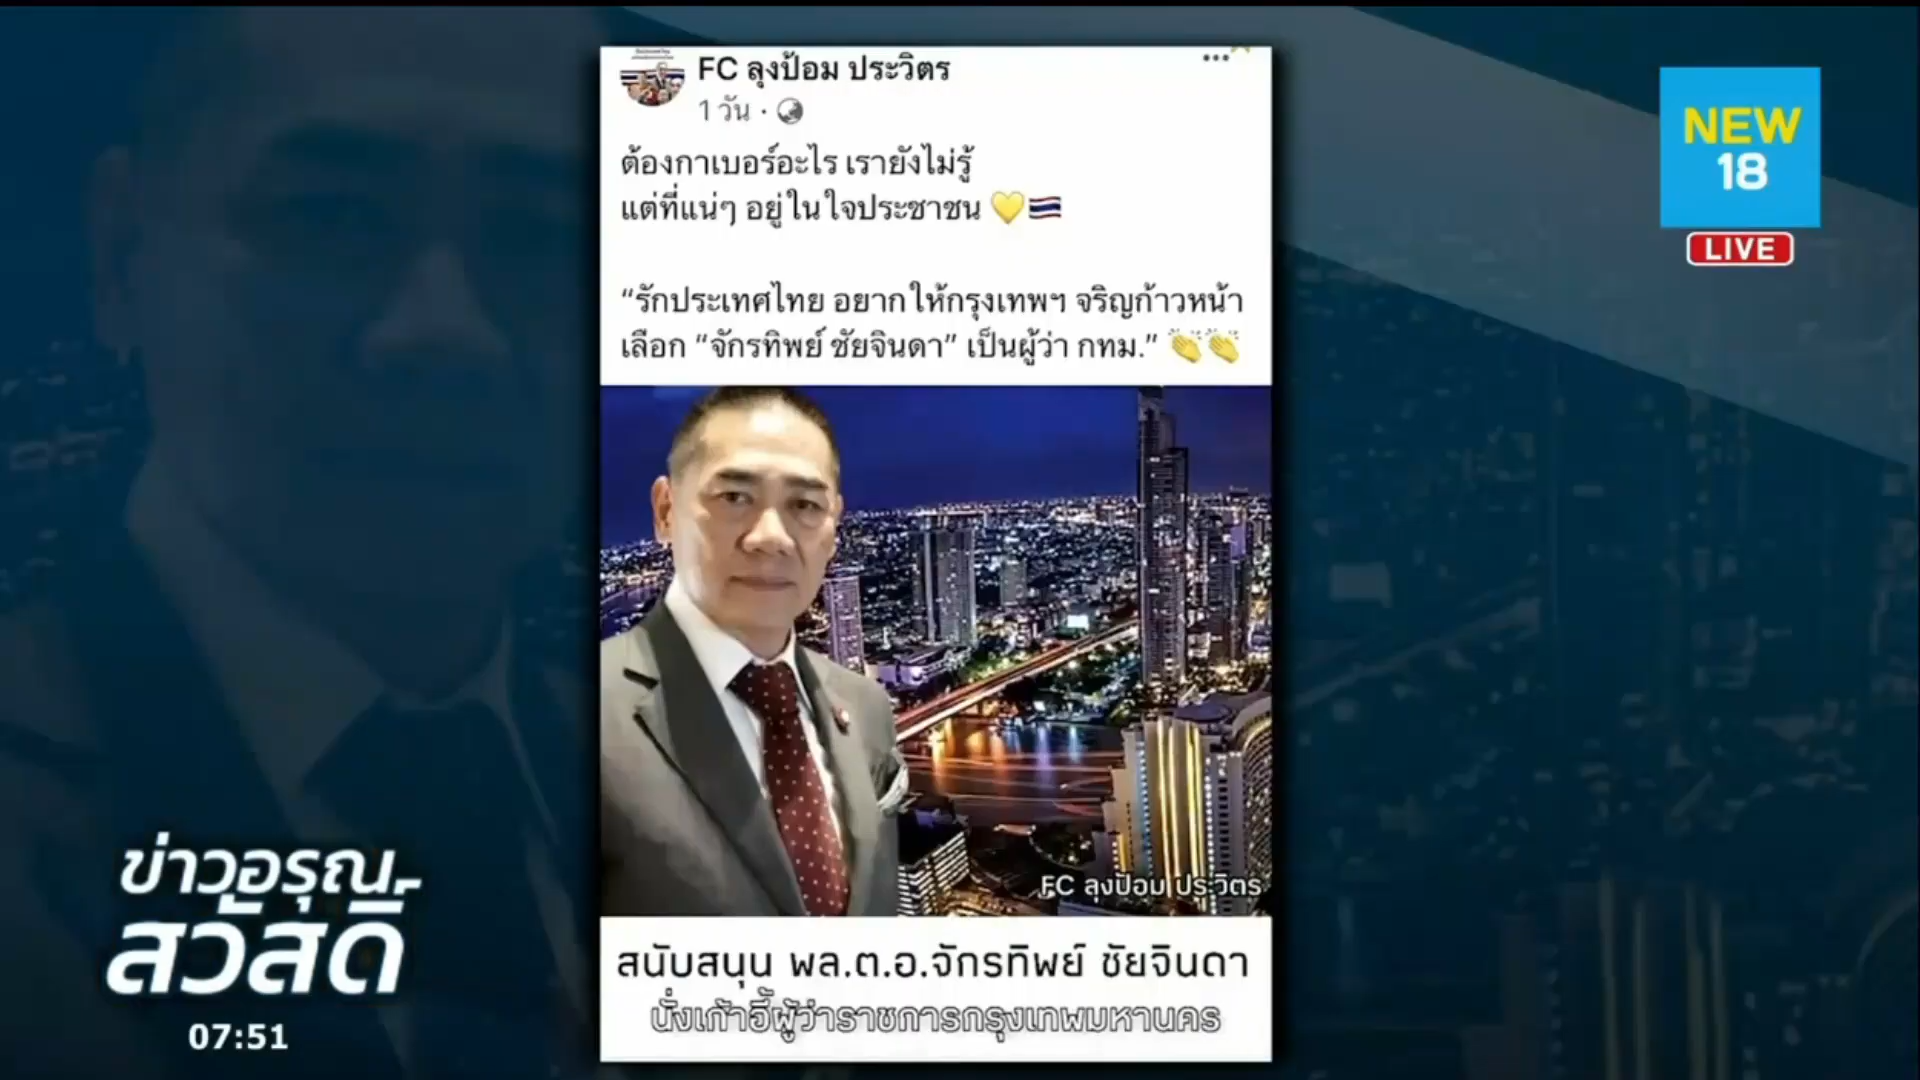 FC ลุงป้อม ประวิตร
1 วัน ·
ต้องกาเบอร์อะไร เรายังไม่รู้
แต่ที่แน่ๆ อยู่ในใจประชาชน 💛🇹🇭
“รักประเทศไทย อยากให้กรุงเทพฯ จริญก้าวหน้า
เลือก “จักรทิพย์ ชัยจินดา” เป็นผู้ว่า กทม.” 👏👏
FC ลุงป้อม ประวิตร
สนับสนุน พล.ต.อ.จักรทิพย์ ชัยจินดา
นั่งเก้าอี้ผู้ว่าราชการกรุงเทพมหานคร
NEW
18
LIVE
ข่าวอรุณ
สวัสดิ์
07:51